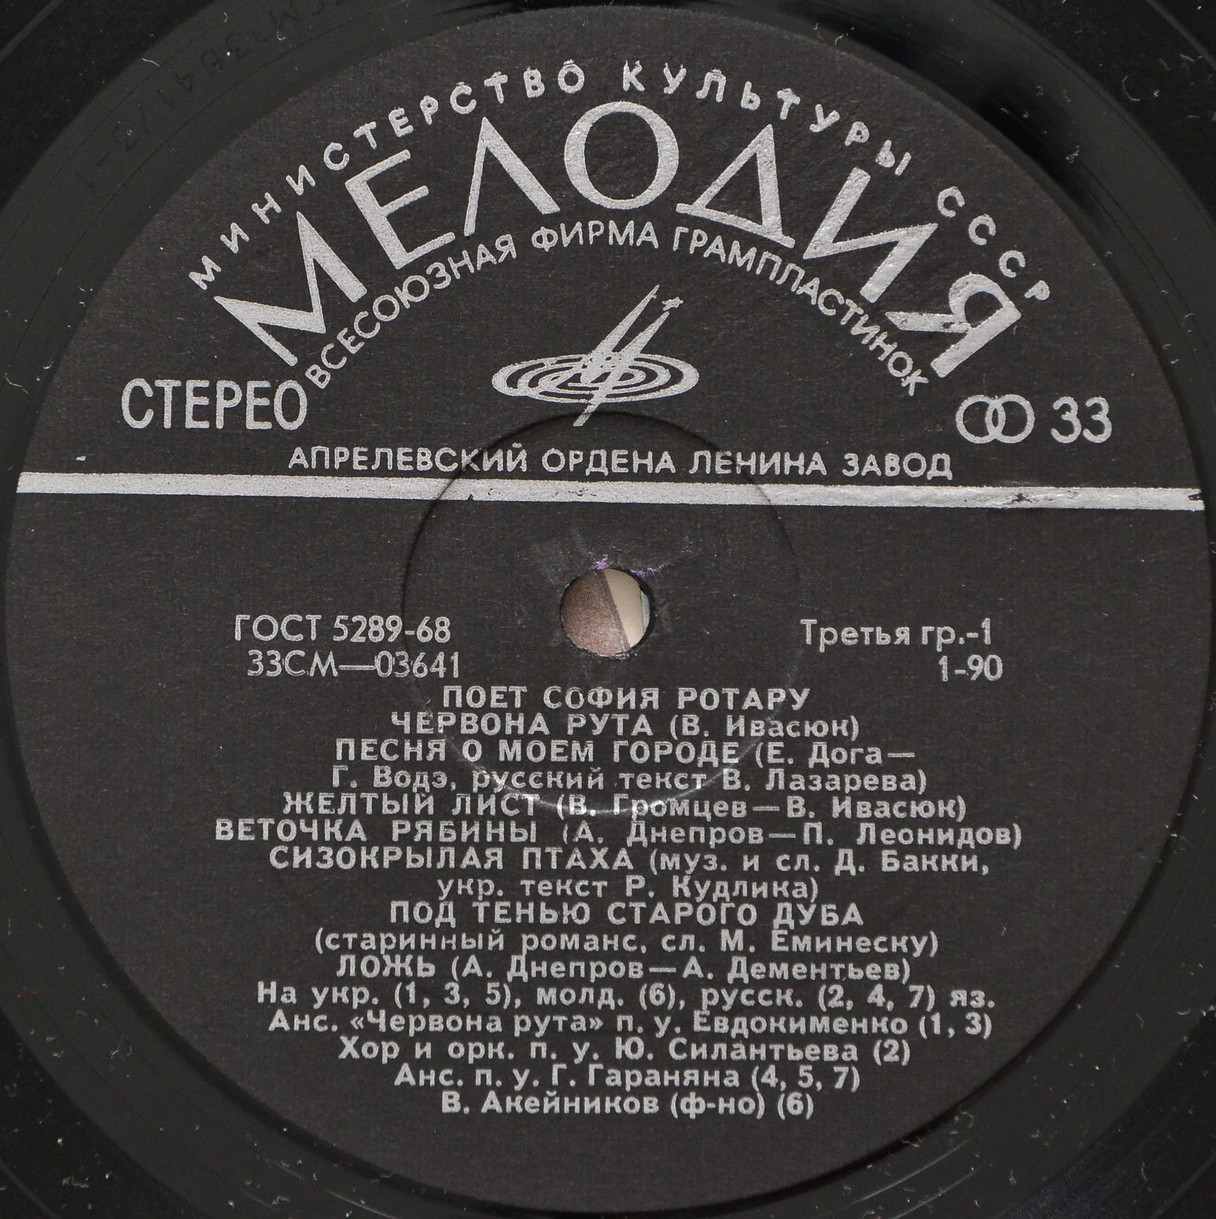 МИНИСТЕРСТВО КУЛЬТУРЫ СССР
МЕЛОДИЯ
ВСЕСОЮЗНАЯ ФИРМА ГРАМПЛАСТИНОК
СТЕРЕО
33
АПРЕЛЕВСКИЙ ОРДЕНА ЛЕНИНА ЗАВОД
ГОСТ 5289-68
Третья гр.-1
33СМ—03641
1-90
ПОЕТ СОФИЯ РОТАРУ
ЧЕРВОНА РУТА (В. Ивасюк)
ПЕСНЯ О МОЕМ ГОРОДЕ (Е. Дога—
Г. Водэ, русский текст В. Лазарева)
ЖЕЛТЫЙ ЛИСТ (В. Громцев—В. Ивасюк)
ВЕТОЧКА РЯБИНЫ (А. Днепров—П. Леонидов)
СИЗОКРЫЛАЯ ПТАХА (муз. и сл. Д. Бакки,
укр. текст Р. Кудлика)
ПОД ТЕНЬЮ СТАРОГО ДУБА
(старинный романс, сл. М. Еминеску)
ЛОЖЬ (А. Днепров—А. Дементьев)
На укр. (1, 3, 5), молд. (6), русск. (2, 4, 7) яз.
Анс. «Червона рута» п. у. Евдокименко (1, 3)
Хор и орк. п. у. Ю. Силантьева (2)
Анс. п. у. Г. Гараняна (4, 5, 7)
В. Акейников (ф-но) (6)